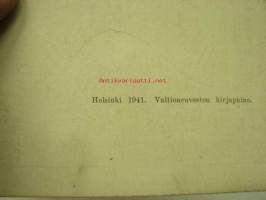 Antikvariaatti.net
Helsinki 1941. Valtioneuvoston kirjapaino.